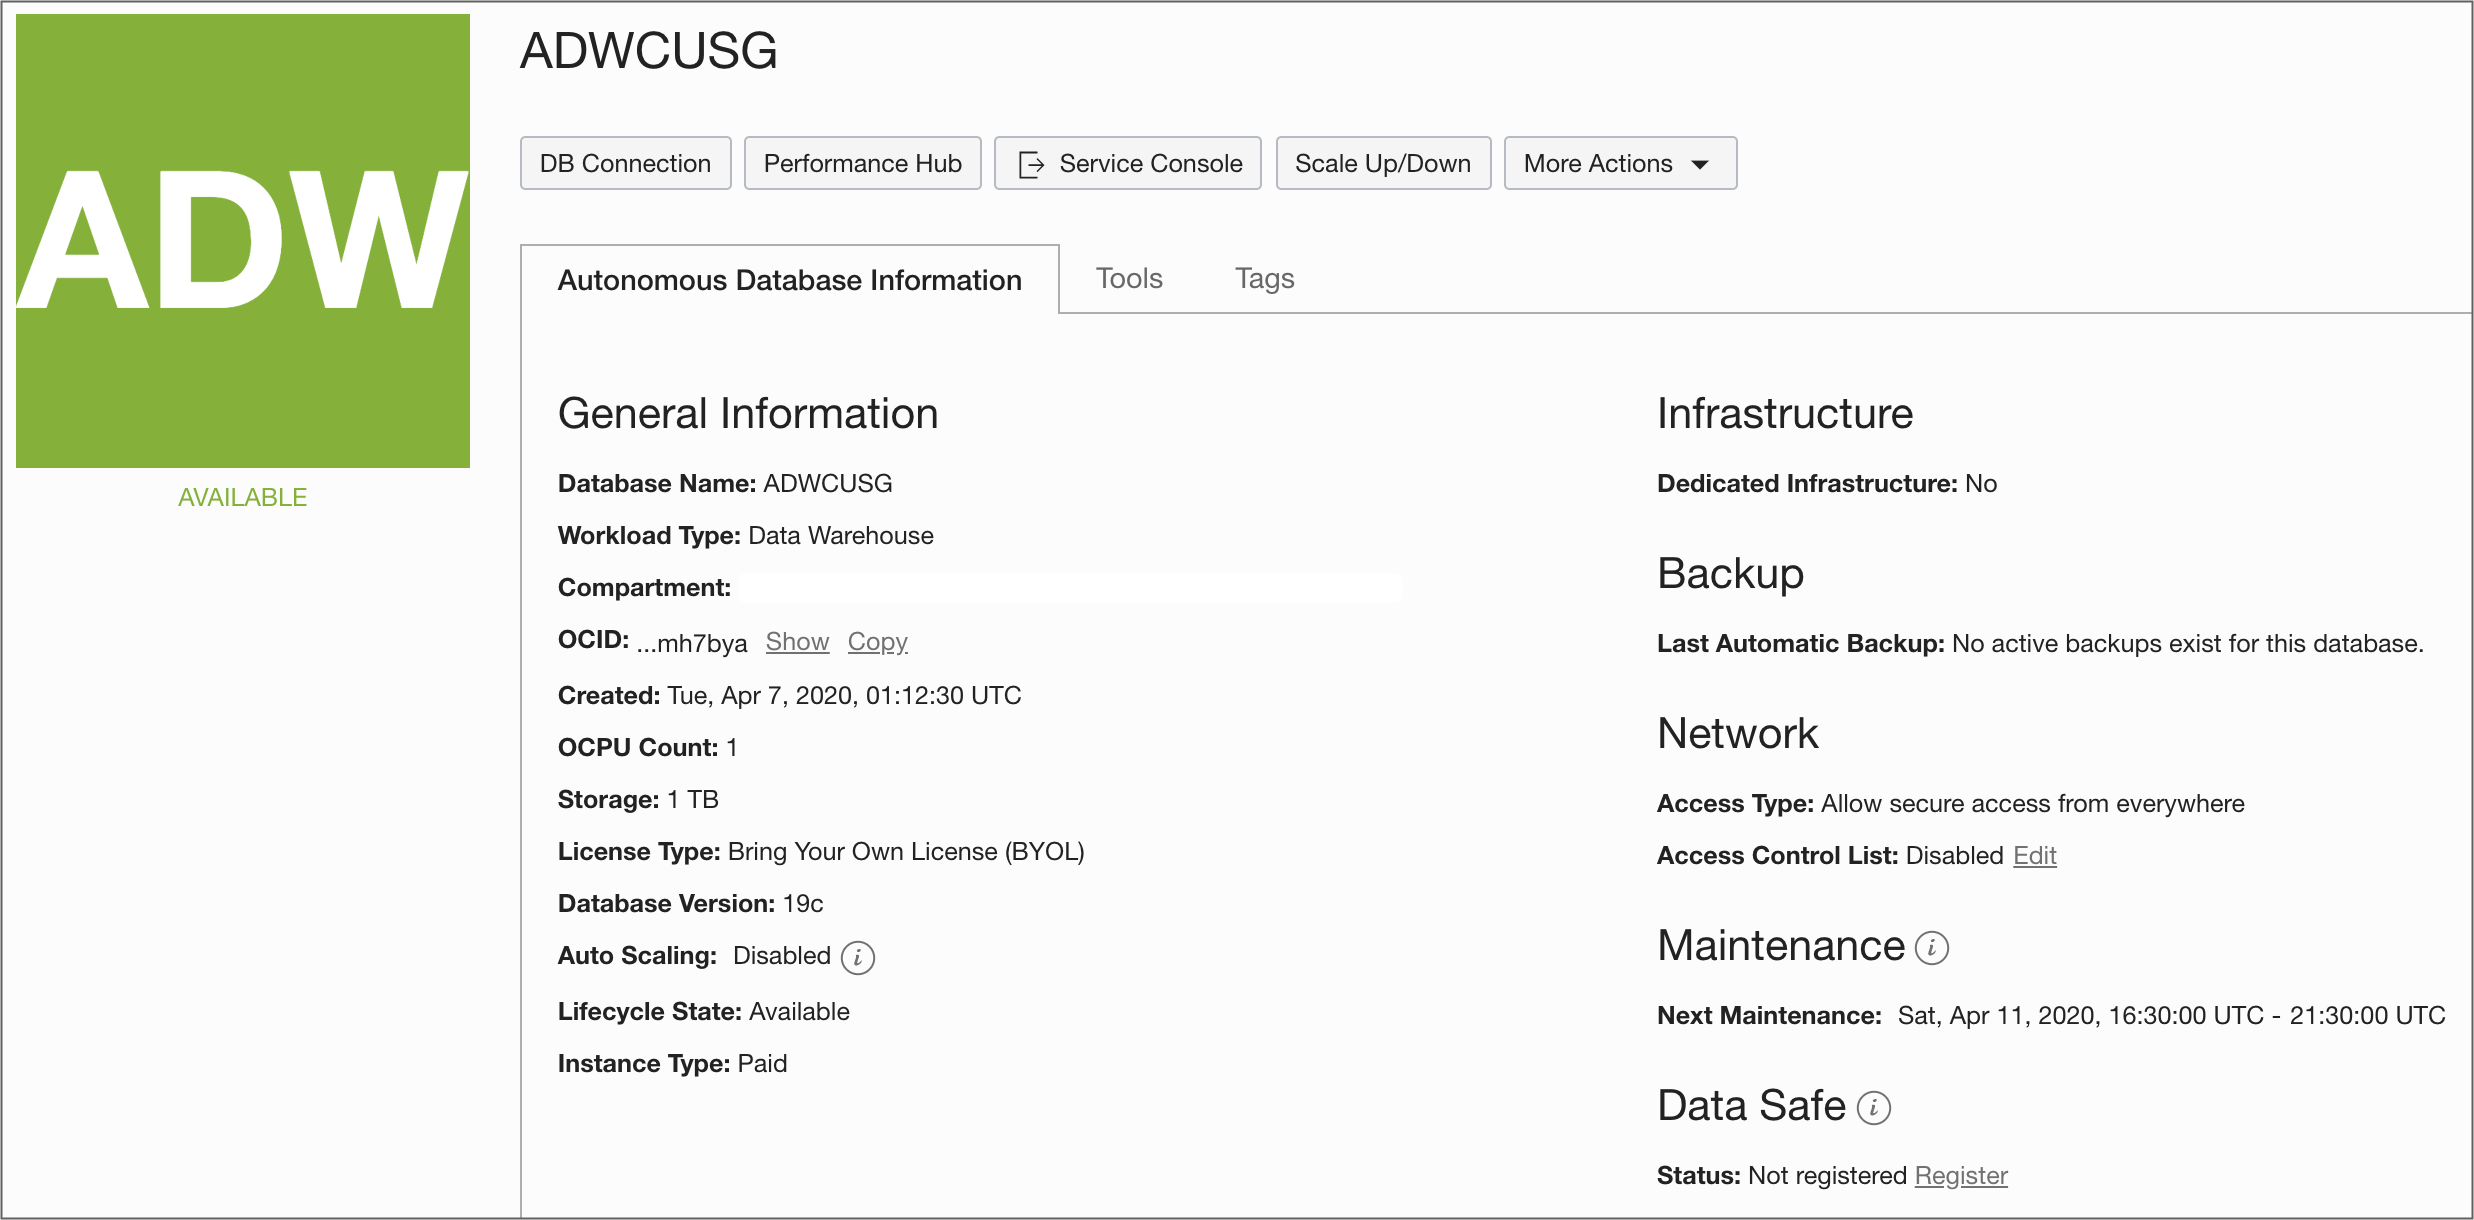 ADW
AVAILABLE
ADWCUSG
DB Connection
Performance Hub
Service Console
Scale Up/Down
More Actions
Autonomous Database Information
Tools
Tags
General Information
Database Name: ADWCUSG
Workload Type: Data Warehouse
Compartment:
OCID: ...mh7bya Show Copy
Created: Tue, Apr 7, 2020, 01:12:30 UTC
OCPU Count: 1
Storage: 1 TB
License Type: Bring Your Own License (BYOL)
Database Version: 19c
Auto Scaling: Disabled i
Lifecycle State: Available
Instance Type: Paid
Infrastructure
Dedicated Infrastructure: No
Backup
Last Automatic Backup: No active backups exist for this database.
Network
Access Type: Allow secure access from everywhere
Access Control List: Disabled Edit
Maintenance i
Next Maintenance: Sat, Apr 11, 2020, 16:30:00 UTC - 21:30:00 UTC
Data Safe i
Status: Not registered Register